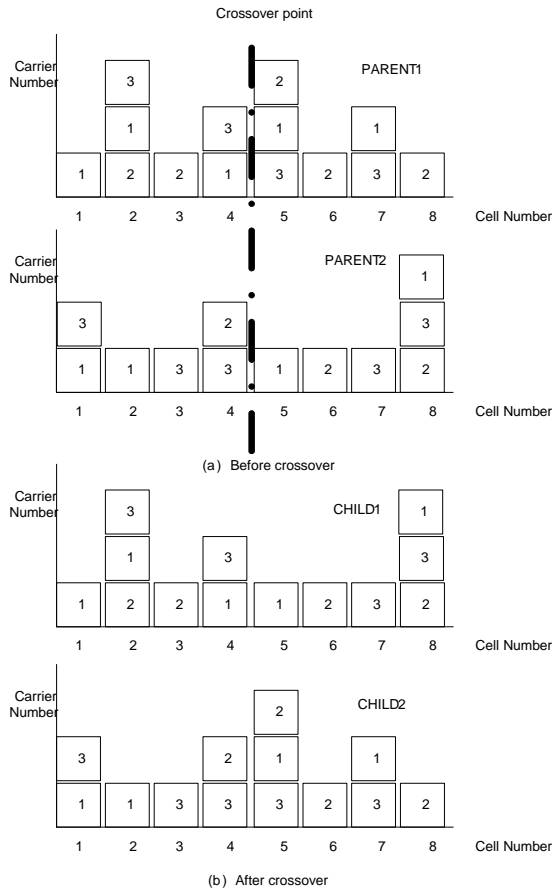 Crossover point
Carrier
Number
PARENT1
3 2
1 3 1 1
1 2 2 1 3 2 3 2
1 2 3 4 5 6 7 8 Cell Number
Carrier
Number
PARENT2
1
3 2 3
1 1 3 3 1 2 3 2
1 2 3 4 5 6 7 8 Cell Number
(a) Before crossover
Carrier
Number
CHILD1
3 1
1 3 3
1 2 2 1 1 2 3 2
1 2 3 4 5 6 7 8 Cell Number
Carrier
Number
CHILD2
2
3 2 1 1
1 1 3 3 3 2 3 2
1 2 3 4 5 6 7 8 Cell Number
(b) After crossover